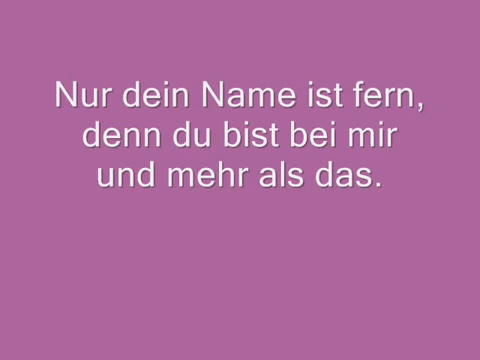 Nur dein Name ist fern,
denn du bist bei mir
und mehr als das.